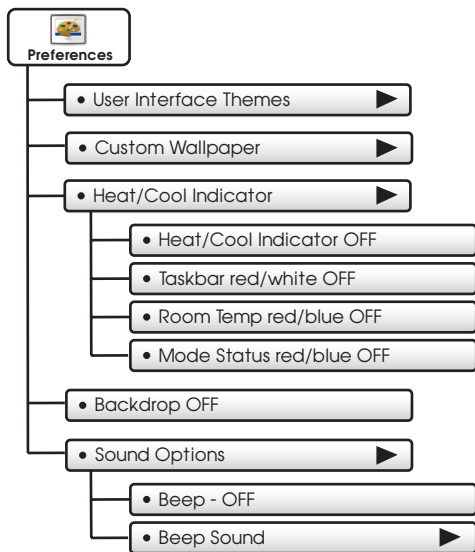 Preferences
• User Interface Themes
• Custom Wallpaper
• Heat/Cool Indicator
• Heat/Cool Indicator OFF
• Taskbar red/white OFF
• Room Temp red/blue OFF
• Mode Status red/blue OFF
• Backdrop OFF
• Sound Options
• Beep - OFF
• Beep Sound